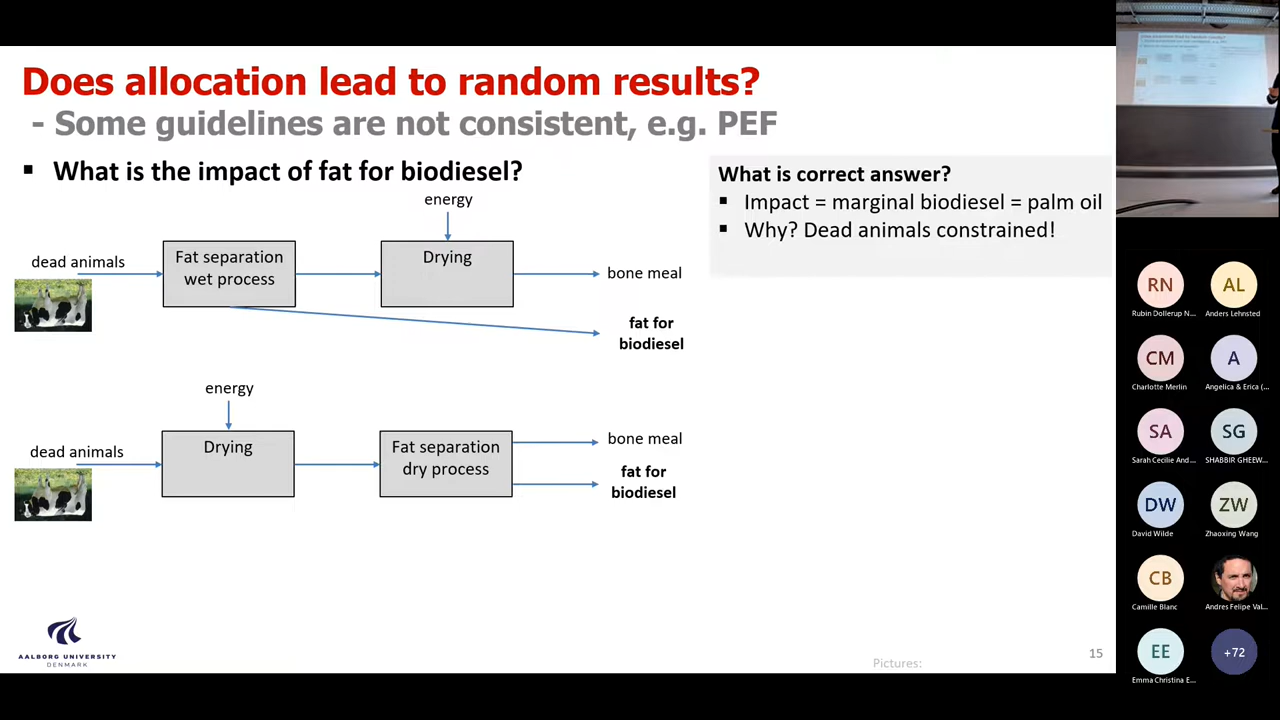 Does allocation lead to random results?
- Some guidelines are not consistent, e.g. PEF
▪ What is the impact of fat for biodiesel?
energy
dead animals
Fat separation
wet process
Drying
bone meal
fat for
biodiesel
energy
dead animals
Drying
Fat separation
dry process
bone meal
fat for
biodiesel
What is correct answer?
▪ Impact = marginal biodiesel = palm oil
▪ Why? Dead animals constrained!
AALBORG UNIVERSITY
DENMARK
Pictures:
15
RN
Rubin Dollerup N...
AL
Anders Lehnsted
CM
Charlotte Merlin
A
Angelica & Erica (...
SA
Sarah Cecilie And...
SG
SHABBIR GHEEW...
DW
David Wilde
ZW
Zhaoxing Wang
CB
Camille Blanc
Andres Felipe Val...
EE
Emma Christina E...
+72